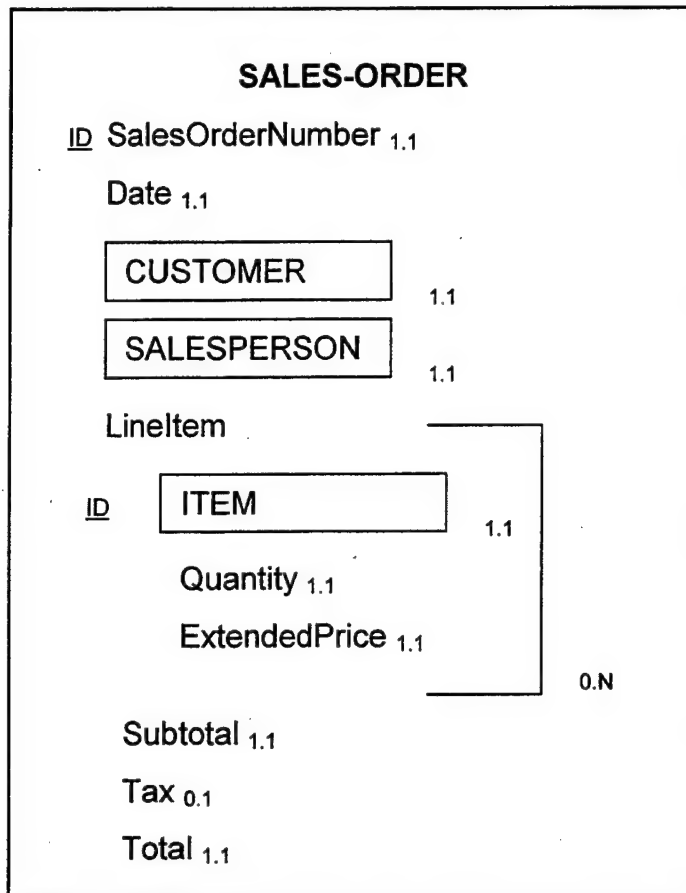 SALES-ORDER
ID SalesOrderNumber 1.1
Date 1.1
CUSTOMER 1.1
SALESPERSON 1.1
LineItem
ID ITEM 1.1
Quantity 1.1
ExtendedPrice 1.1
0.N
Subtotal 1.1
Tax 0.1
Total 1.1